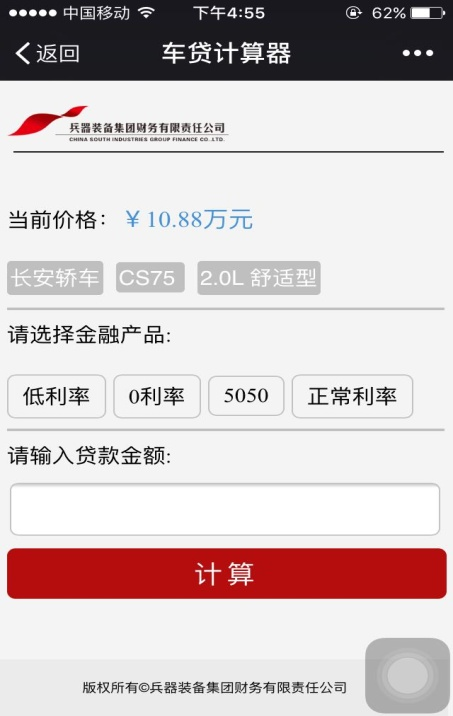 中国移动 下午4:55 62%
返回 车贷计算器
兵器装备集团财务有限责任公司
CHINA SOUTH INDUSTRIES GROUP FINANCE CO.,LTD.
当前价格：￥10.88万元
长安轿车 CS75 2.0L 舒适型
请选择金融产品:
低利率 0利率 5050 正常利率
请输入贷款金额:
计算
版权所有©兵器装备集团财务有限责任公司